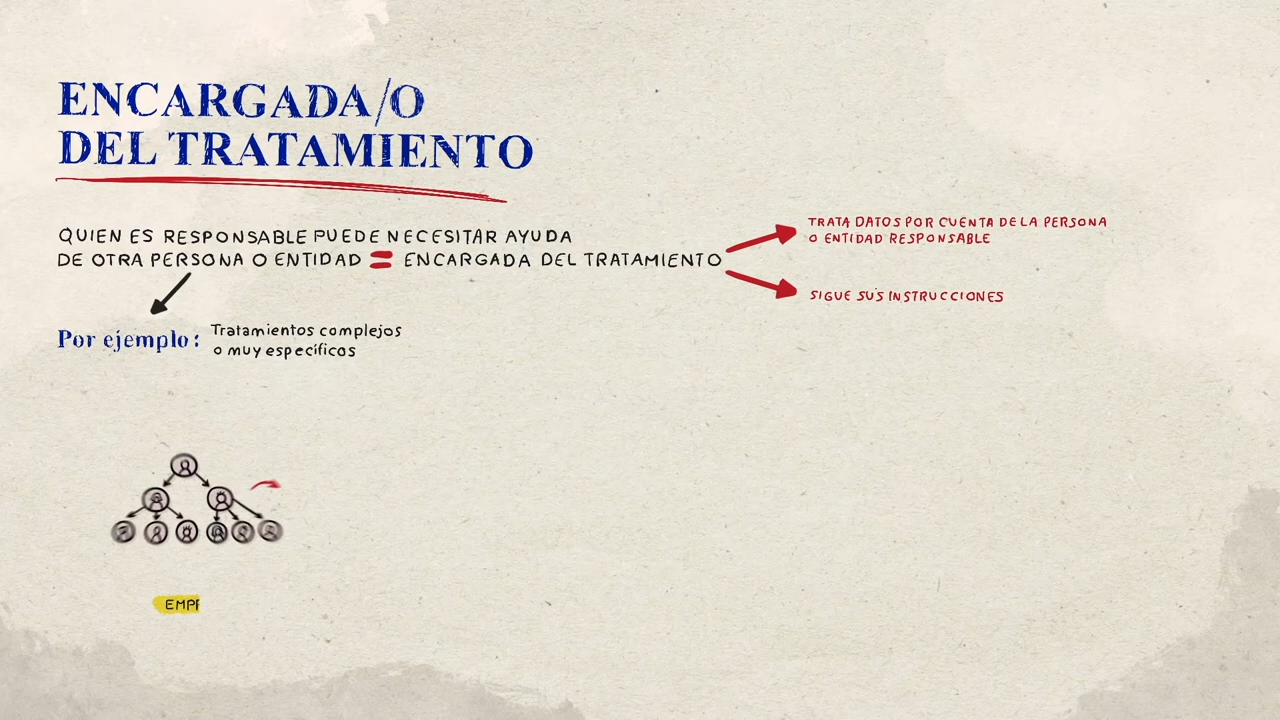 ENCARGADA/O
DEL TRATAMIENTO
QUIEN ES RESPONSABLE PUEDE NECESITAR AYUDA
DE OTRA PERSONA O ENTIDAD = ENCARGADA DEL TRATAMIENTO
TRATA DATOS POR CUENTA DE LA PERSONA
O ENTIDAD RESPONSABLE
SIGUE SUS INSTRUCCIONES
Por ejemplo: Tratamientos complejos
o muy específicos